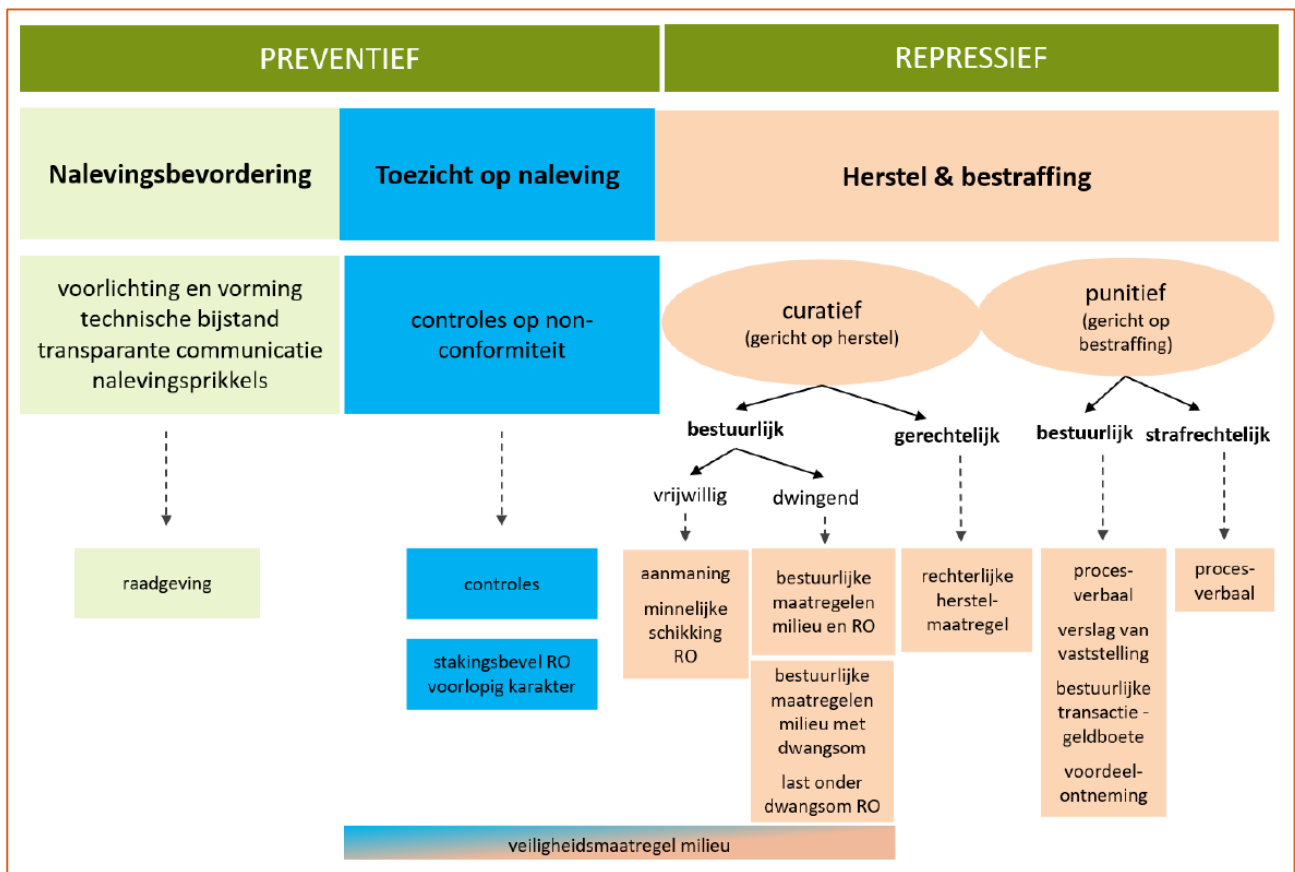 PREVENTIEF
REPRESSIEF
Nalevingsbevordering
Toezicht op naleving
Herstel & bestraffing
voorlichting en vorming
technische bijstand
transparante communicatie
nalevingsprikkels
controles op non-
conformiteit
curatief
(gericht op herstel)
punitief
(gericht op
bestraffing)
bestuurlijk
gerechtelijk
bestuurlijk
strafrechtelijk
vrijwillig
dwingend
raadgeving
controles
stakingsbevel RO
voorlopig karakter
aanmaning
minnelijke
schikking
RO
bestuurlijke
maatregelen
milieu en RO
bestuurlijke
maatregelen
milieu met
dwangsom
last onder
dwangsom RO
rechterlijke
herstel-
maatregel
proces-
verbaal
verslag van
vaststelling
bestuurlijke
transactie -
geldboete
voordeel-
ontneming
proces-
verbaal
veiligheidsmaatregel milieu